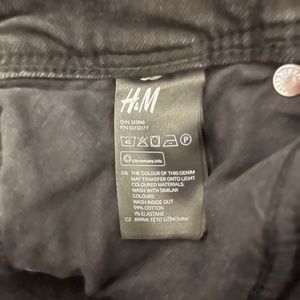 H&M
40
P
clevercare.info
GB THE COLOUR OF THIS DENIM
MAY TRANSFER ONTO LIGHT
COLOURED MATERIALS.
WASH WITH SIMILAR
COLOURS
WASH INSIDE OUT
99% COTTON
1% ELASTANE
CZ BARVA TÉTO DŽÍNOVINY